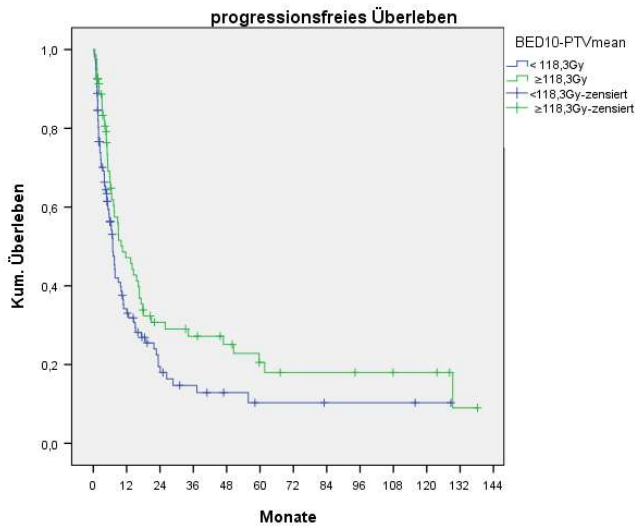 progressionsfreies Überleben
BED10-PTVmean
< 118,3Gy
≥118,3Gy
<118,3Gy-zensiert
≥118,3Gy-zensiert
Kum. Überleben
1,0
0,8
0,6
0,4
0,2
0,0
0 12 24 36 48 60 72 84 96 108 120 132 144
Monate